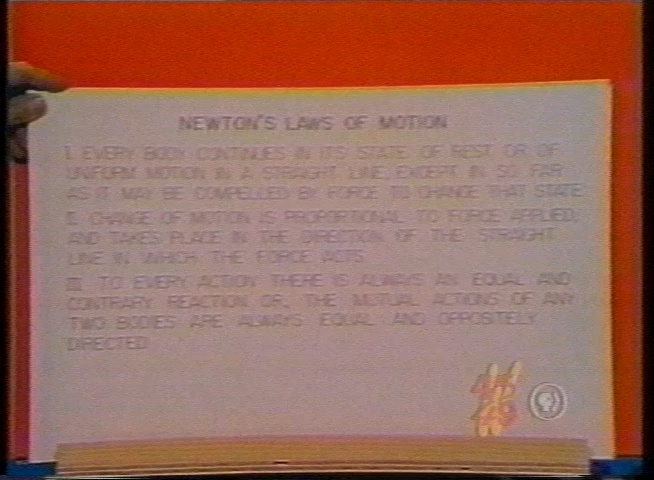 NEWTON'S LAWS OF MOTION
I. EVERY BODY CONTINUES IN ITS STATE OF REST OR OF
UNIFORM MOTION IN A STRAIGHT LINE, EXCEPT IN SO FAR
AS IT MAY BE COMPELLED BY FORCE TO CHANGE THAT STATE
II. CHANGE OF MOTION IS PROPORTIONAL TO FORCE APPLIED,
AND TAKES PLACE IN THE DIRECTION OF THE STRAIGHT
LINE IN WHICH THE FORCE ACTS
III. TO EVERY ACTION THERE IS ALWAYS AN EQUAL AND
CONTRARY REACTION OR, THE MUTUAL ACTIONS OF ANY
TWO BODIES ARE ALWAYS EQUAL AND OPPOSITELY
DIRECTED